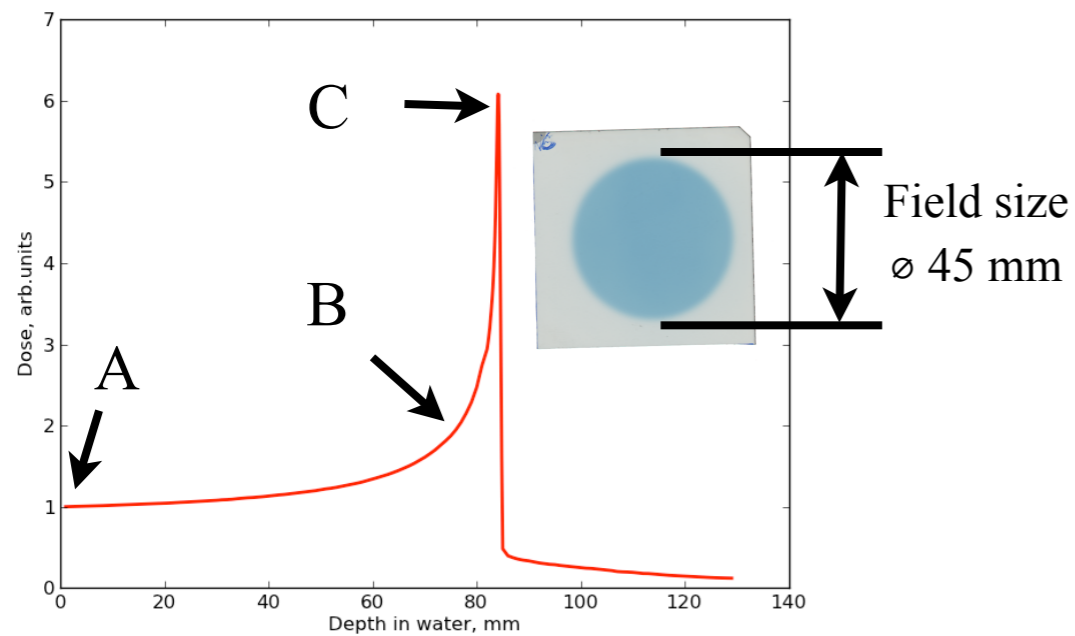 7
6
5
4
3
2
1
0
Dose, arb.units
0 20 40 60 80 100 120 140
Depth in water, mm
A
B
C
Field size
⌀ 45 mm